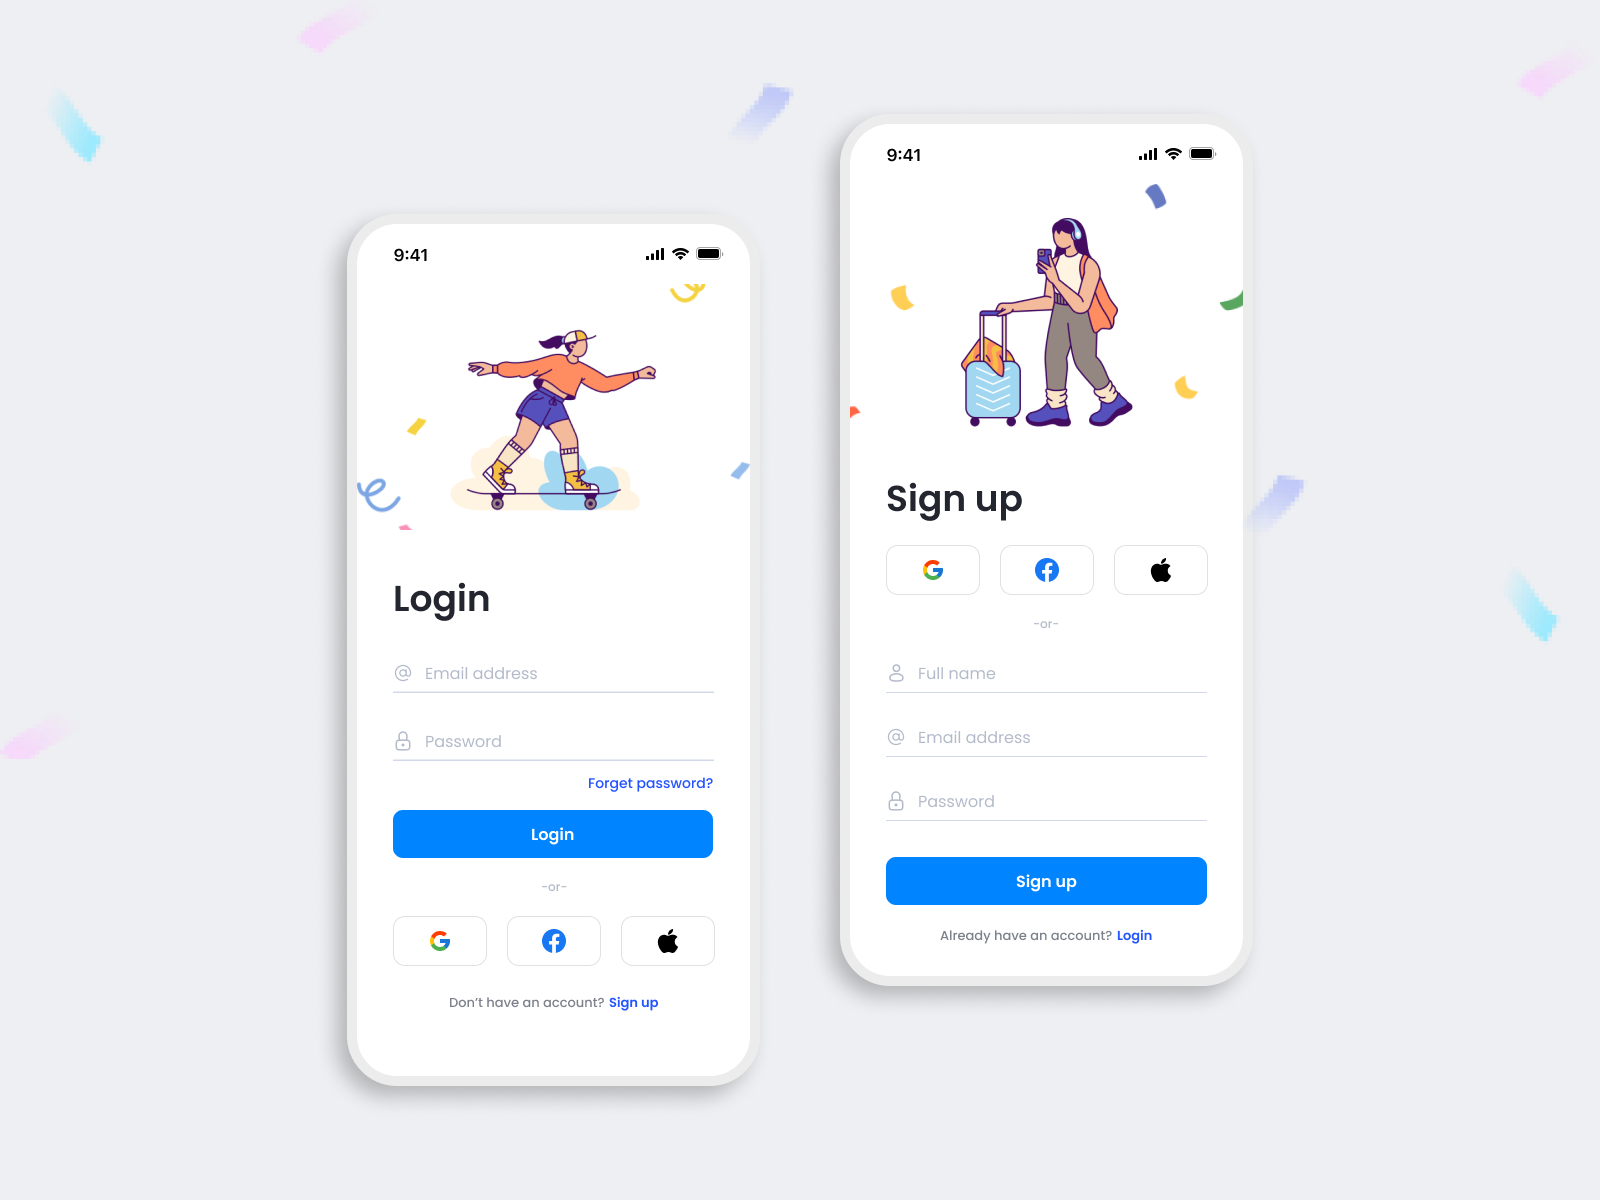 9:41
Login
Email address
Password
Forget password?
Login
-or-
Don't have an account? Sign up
9:41
Sign up
-or-
Full name
Email address
Password
Sign up
Already have an account? Login